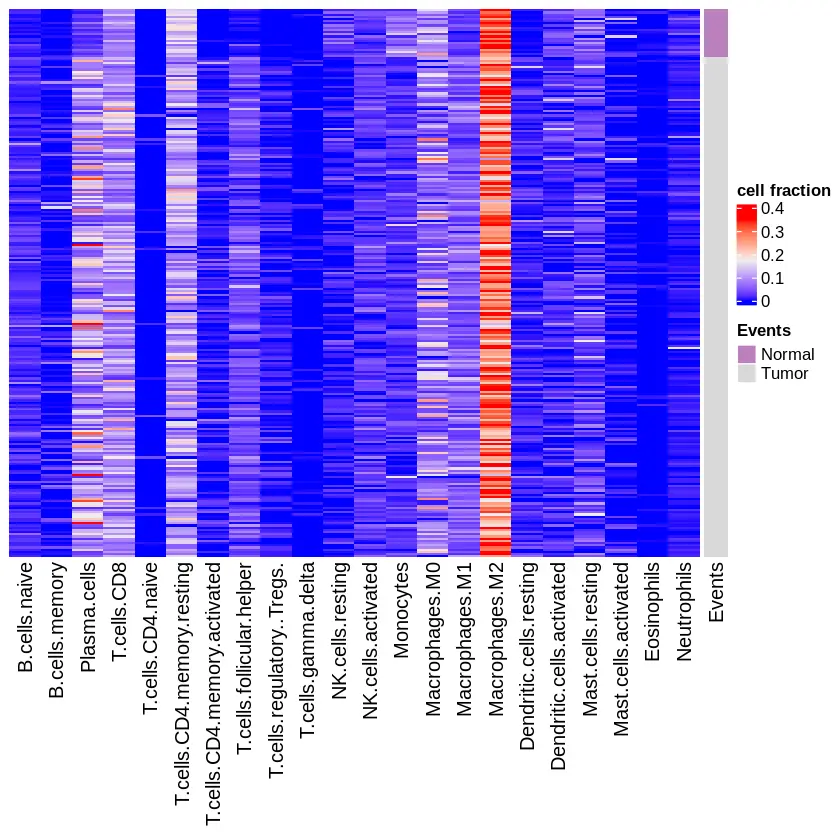 cell fraction
0.4
0.3
0.2
0.1
0
Events
Normal
Tumor
B.cells.naive
B.cells.memory
Plasma.cells
T.cells.CD8
T.cells.CD4.naive
T.cells.CD4.memory.resting
T.cells.CD4.memory.activated
T.cells.follicular.helper
T.cells.regulatory..Tregs.
T.cells.gamma.delta
NK.cells.resting
NK.cells.activated
Monocytes
Macrophages.M0
Macrophages.M1
Macrophages.M2
Dendritic.cells.resting
Dendritic.cells.activated
Mast.cells.resting
Mast.cells.activated
Eosinophils
Neutrophils
Events